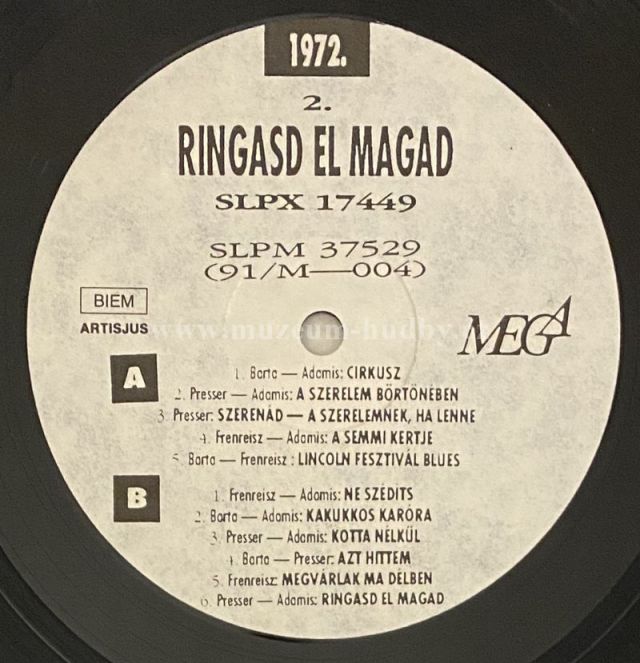 1972.
2.
RINGASD EL MAGAD
SLPX 17449
SLPM 37529
(91/M—004)
BIEM
ARTISJUS
www.muzeum-hudby.cz
MEGA
A
1. Barta — Adamis: CIRKUSZ
2. Presser — Adamis: A SZERELEM BÖRTÖNÉBEN
3. Presser: SZERENÁD — A SZERELEMNEK, HA LENNE
4. Frenreisz — Adamis: A SEMMI KERTJE
5. Barta — Frenreisz : LINCOLN FESZTIVÁL BLUES
B
1. Frenreisz — Adamis: NE SZÉDITS
2. Barta — Adamis: KAKUKKOS KARÓRA
3. Presser — Adamis: KOTTA NÉLKÜL
4. Barta — Presser: AZT HITTEM
5. Frenreisz: MEGVÁRLAK MA DÉLBEN
6. Presser — Adamis: RINGASD EL MAGAD